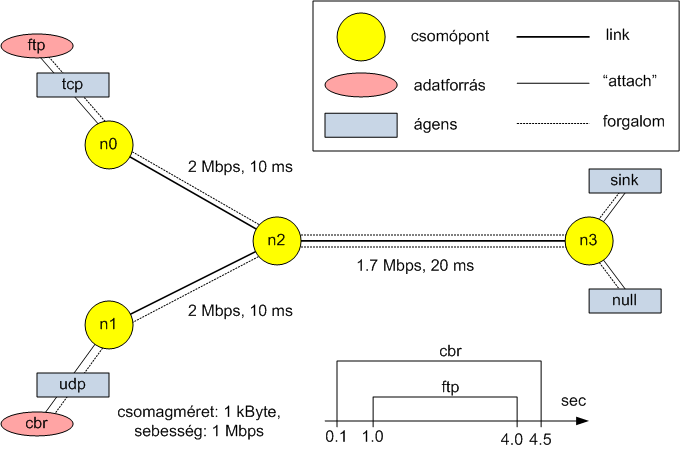 ftp
tcp
n0
2 Mbps, 10 ms
csomópont
link
adatforrás
“attach”
ágens
forgalom
n2
1.7 Mbps, 20 ms
n3
sink
null
n1
2 Mbps, 10 ms
udp
cbr
csomagméret: 1 kByte,
sebesség: 1 Mbps
cbr
ftp
sec
0.1 1.0 4.0 4.5